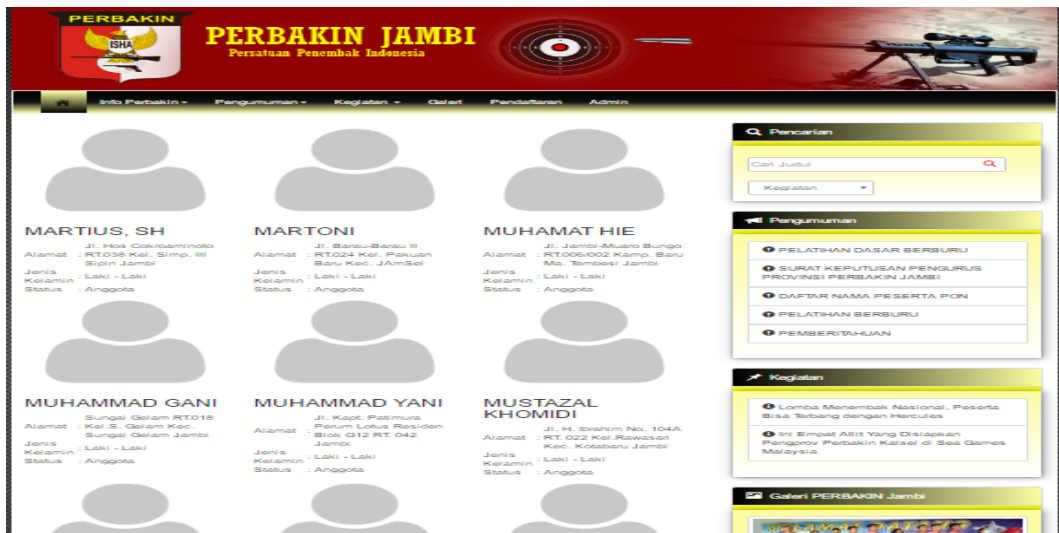 PERBAKIN
ISHA
PERBAKIN JAMBI
Persatuan Penembak Indonesia
Info Perbakin Pengumuman Kegiatan Galeri Pendaftaran Admin
MARTIUS, SH
Alamat : Jl. Hos Cokroaminoto
RT.038 Kel. Simp. III
Sipin Jambi
Jenis Kelamin : Laki - Laki
Status : Anggota
MARTONI
Alamat : Jl. Barau-Barau II
RT.024 Kel. Pakuan
Baru Kec. JAmSel
Jenis Kelamin : Laki - Laki
Status : Anggota
MUHAMAT HIE
Alamat : Jl. Jambi-Muaro Bungo
RT.006/002 Kamp. Baru
Ma. Tembesi Jambi
Jenis Kelamin : Laki - Laki
Status : Anggota
MUHAMMAD GANI
Alamat : Sungai Gelam RT.018
Kel.S. Gelam Kec.
Sungai Gelam Jambi
Jenis Kelamin : Laki - Laki
Status : Anggota
MUHAMMAD YANI
Alamat : Jl. Kapt. Patimura
Perum Lotus Residen
Blok G12 RT. 042
Jambi
Jenis Kelamin : Laki - Laki
Status : Anggota
MUSTAZAL
KHOMIDI
Alamat : Jl. H. Ibrahim No. 104A
RT. 022 Kel.Rawasari
Kec. Kotabaru Jambi
Jenis Kelamin : Laki - Laki
Status : Anggota
Pencarian
Cari Judul
Kegiatan
Pengumuman
PELATIHAN DASAR BERBURU
SURAT KEPUTUSAN PENGURUS
PROVINSI PERBAKIN JAMBI
DAFTAR NAMA PESERTA PON
PELATIHAN BERBURU
PEMBERITAHUAN
Kegiatan
Lomba Menembak Nasional, Peserta
Bisa Terbang dengan Hercules
Ini Empat Atlit Yang Disiapkan
Pengprov Perbakin Kalsel di Sea Games
Malaysia
Galeri PERBAKIN Jambi